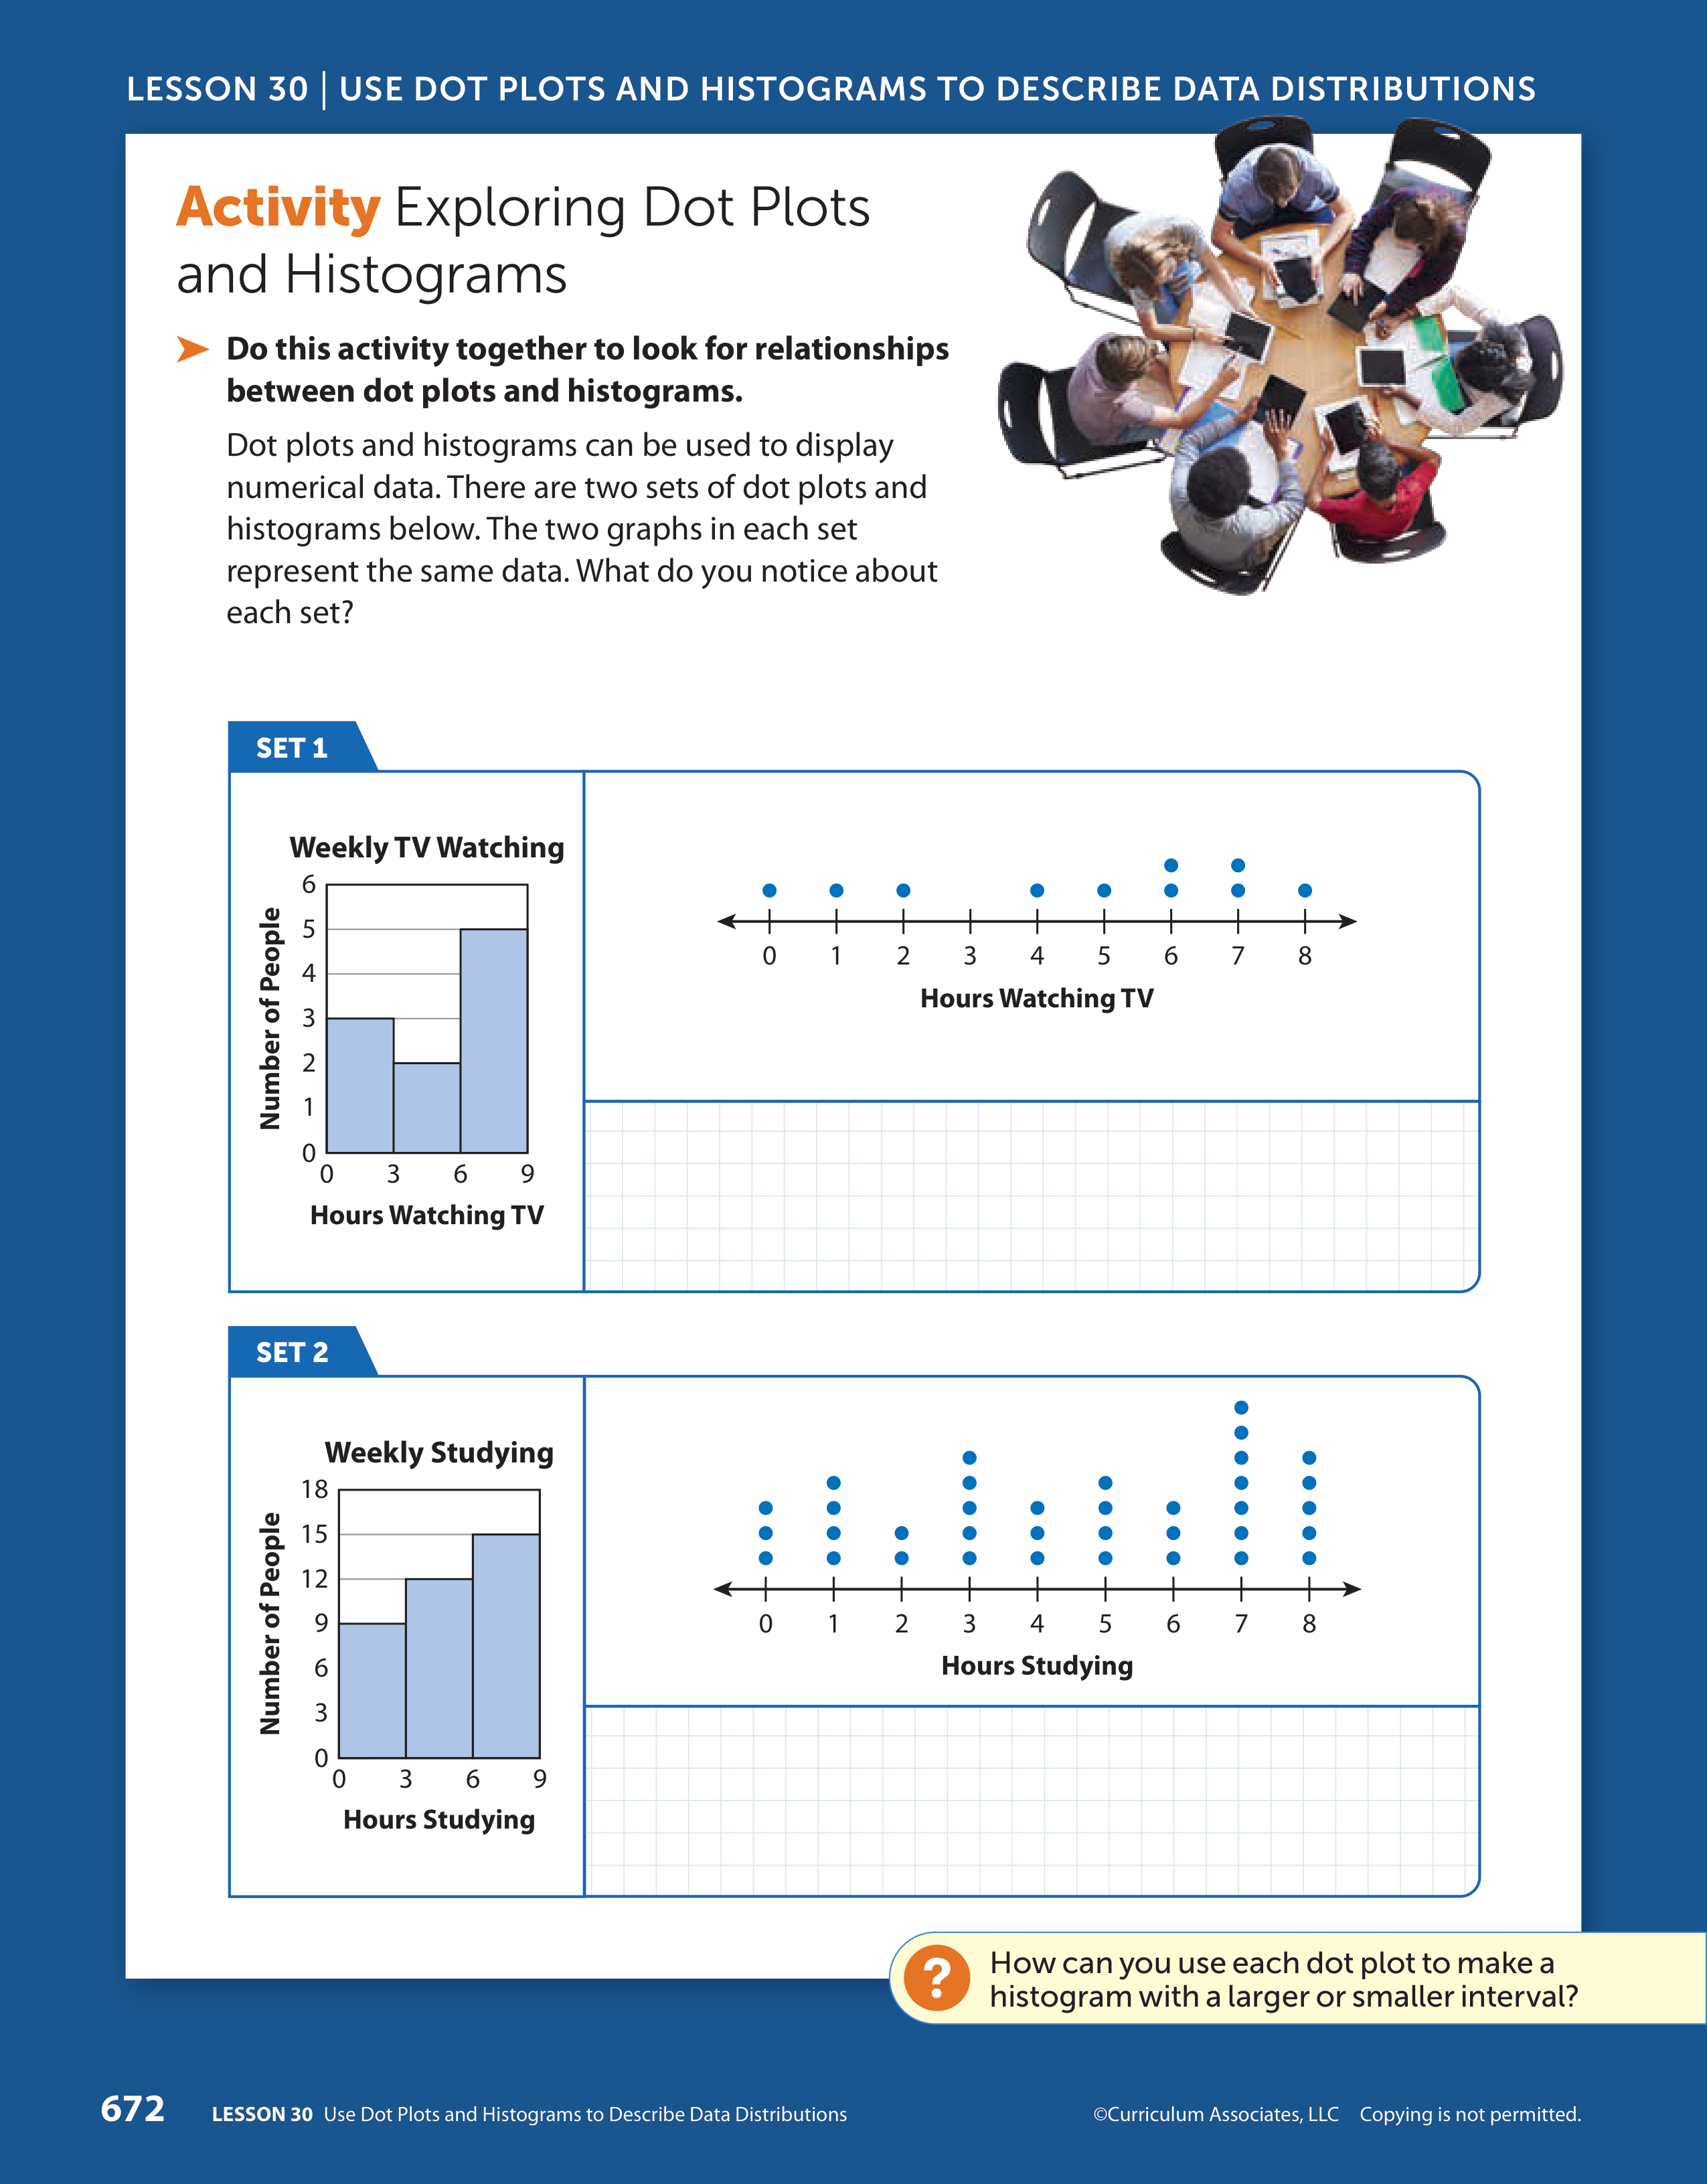 LESSON 30 | USE DOT PLOTS AND HISTOGRAMS TO DESCRIBE DATA DISTRIBUTIONS
Activity Exploring Dot Plots
and Histograms
Do this activity together to look for relationships
between dot plots and histograms.
Dot plots and histograms can be used to display
numerical data. There are two sets of dot plots and
histograms below. The two graphs in each set
represent the same data. What do you notice about
each set?
SET 1
Weekly TV Watching
Number of People
6
5
4
3
2
1
0
0 3 6 9
Hours Watching TV
0 1 2 3 4 5 6 7 8
Hours Watching TV
SET 2
Weekly Studying
Number of People
18
15
12
9
6
3
0
0 3 6 9
Hours Studying
0 1 2 3 4 5 6 7 8
Hours Studying
?
How can you use each dot plot to make a
histogram with a larger or smaller interval?
672 LESSON 30 Use Dot Plots and Histograms to Describe Data Distributions
©Curriculum Associates, LLC Copying is not permitted.